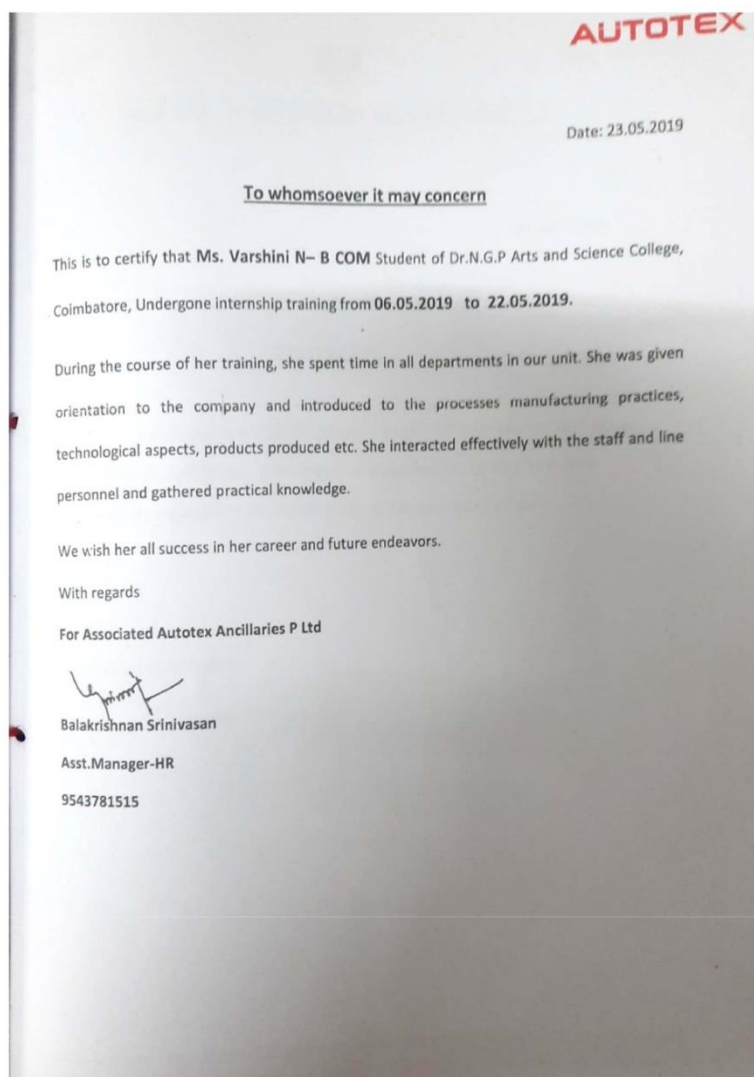 AUTOTEX
Date: 23.05.2019
To whomsoever it may concern
This is to certify that Ms. Varshini N– B COM Student of Dr.N.G.P Arts and Science College,
Coimbatore, Undergone internship training from 06.05.2019 to 22.05.2019.
During the course of her training, she spent time in all departments in our unit. She was given
orientation to the company and introduced to the processes manufacturing practices,
technological aspects, products produced etc. She interacted effectively with the staff and line
personnel and gathered practical knowledge.
We wish her all success in her career and future endeavors.
With regards
For Associated Autotex Ancillaries P Ltd
Balakrishnan Srinivasan
Asst.Manager-HR
9543781515